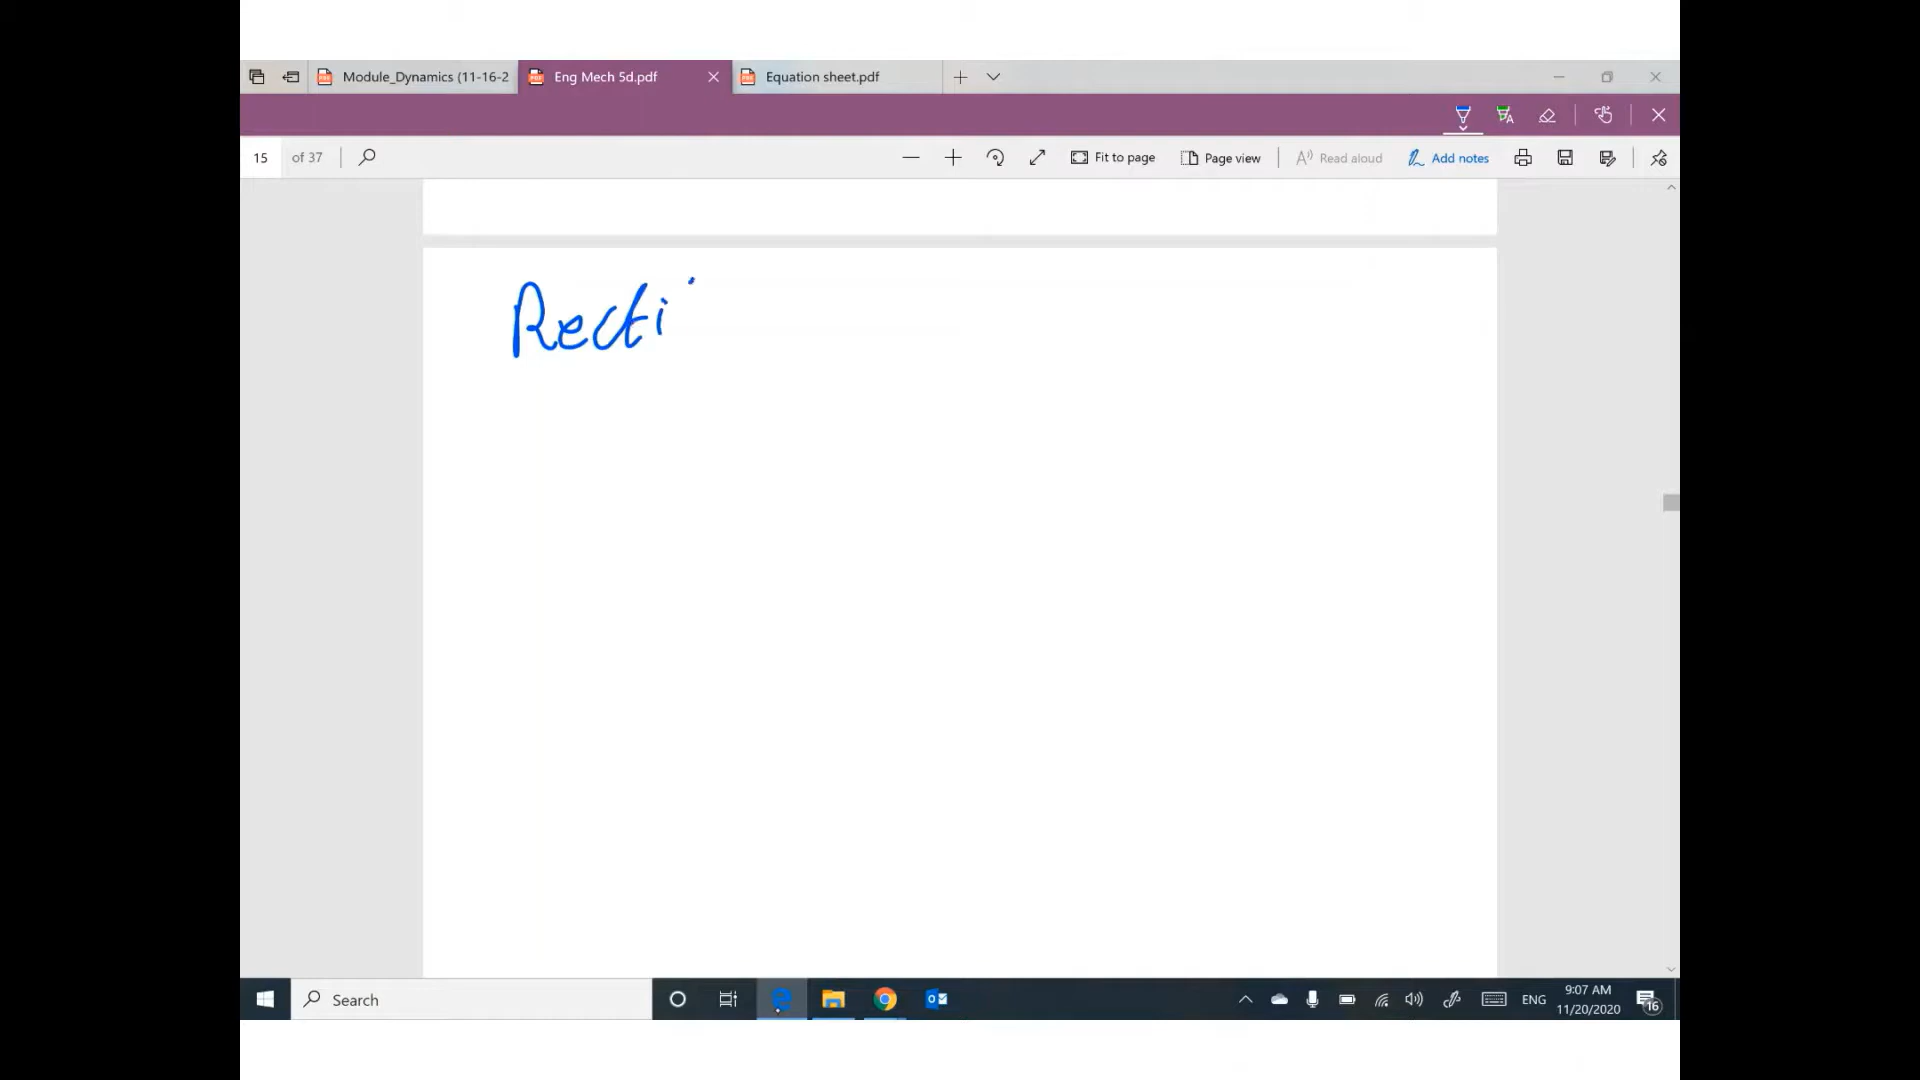 Module_Dynamics (11-16-2
Eng Mech 5d.pdf
Equation sheet.pdf
15 of 37
Fit to page
Page view
Read aloud
Add notes
Recti
Search
ENG
9:07 AM
11/20/2020
16